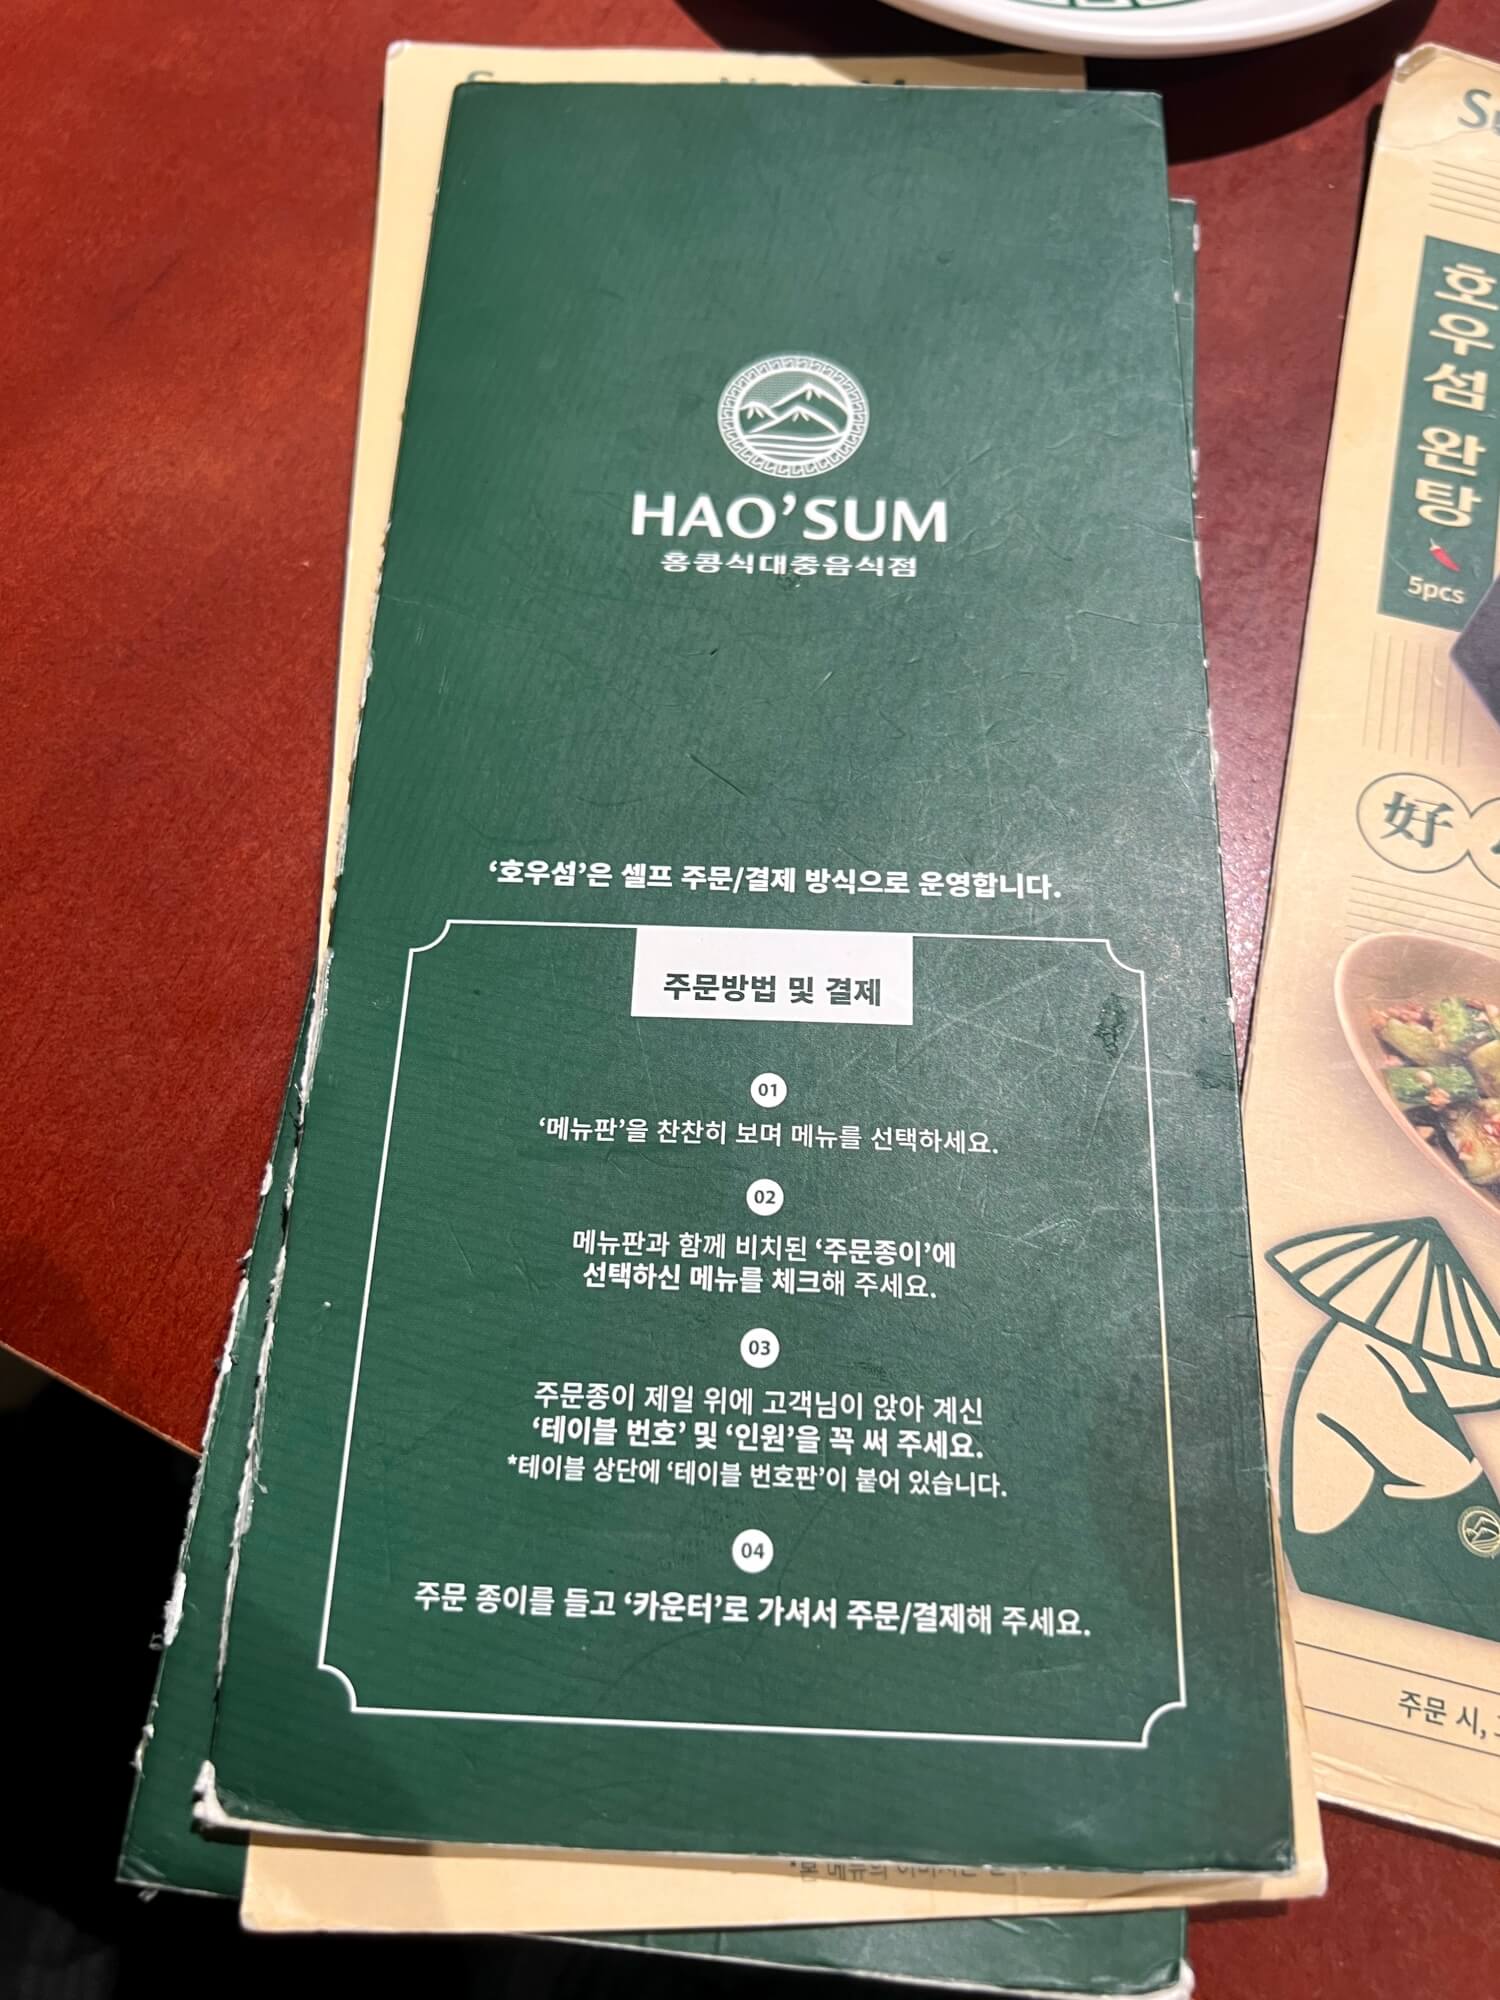 HAO'SUM
홍콩식대중음식점
‘호우섬’은 셀프 주문/결제 방식으로 운영합니다.
주문방법 및 결제
01
‘메뉴판’을 찬찬히 보며 메뉴를 선택하세요.
02
메뉴판과 함께 비치된 ‘주문종이’에
선택하신 메뉴를 체크해 주세요.
03
주문종이 제일 위에 고객님이 앉아 계신
‘테이블 번호’ 및 ‘인원’을 꼭 써 주세요.
*테이블 상단에 ‘테이블 번호판’이 붙어 있습니다.
04
주문 종이를 들고 ‘카운터’로 가셔서 주문/결제해 주세요.
호우섬 완탕
5pcs
好
주문 시,
*본 메뉴의